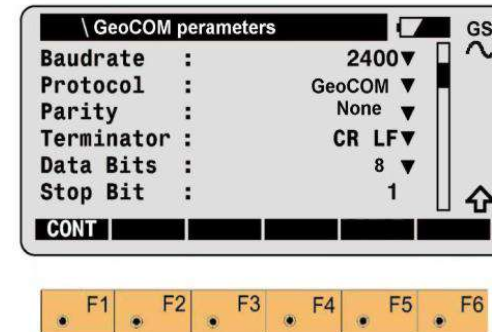 \ GeoCOM perameters GS
Baudrate : 2400▼
Protocol : GeoCOM ▼
Parity : None ▼
Terminator : CR LF▼
Data Bits : 8 ▼
Stop Bit : 1
CONT
F1 F2 F3 F4 F5 F6